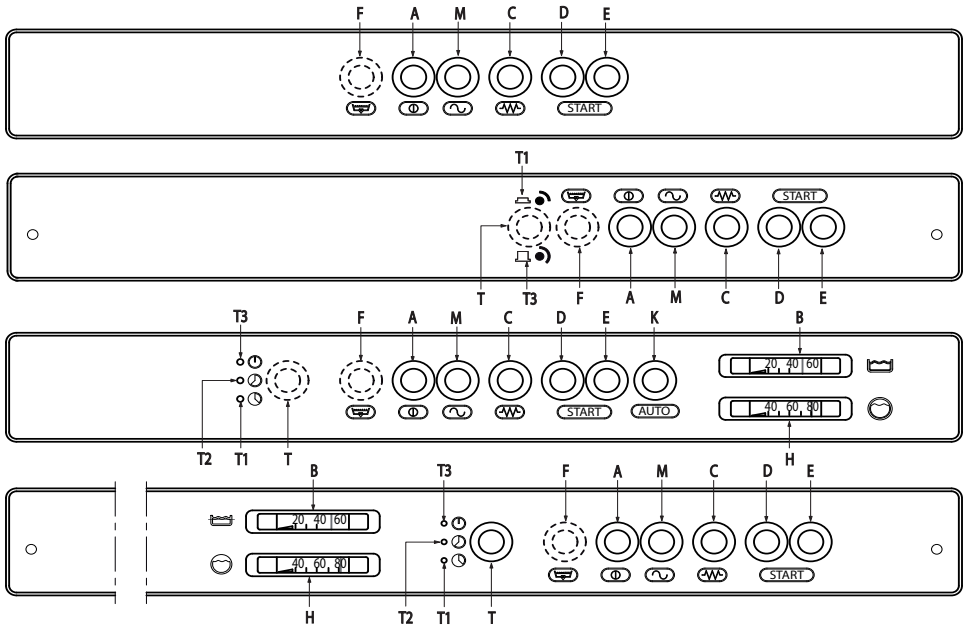 F A M C D E
START
T1
START
T T3 F A M C D E
T3 F A M C D E K B
20 40 60
40 60 80
START AUTO
T2 T1 T H
B T3 F A M C D E
20 40 60
40 60 80
START
H T2 T1 T